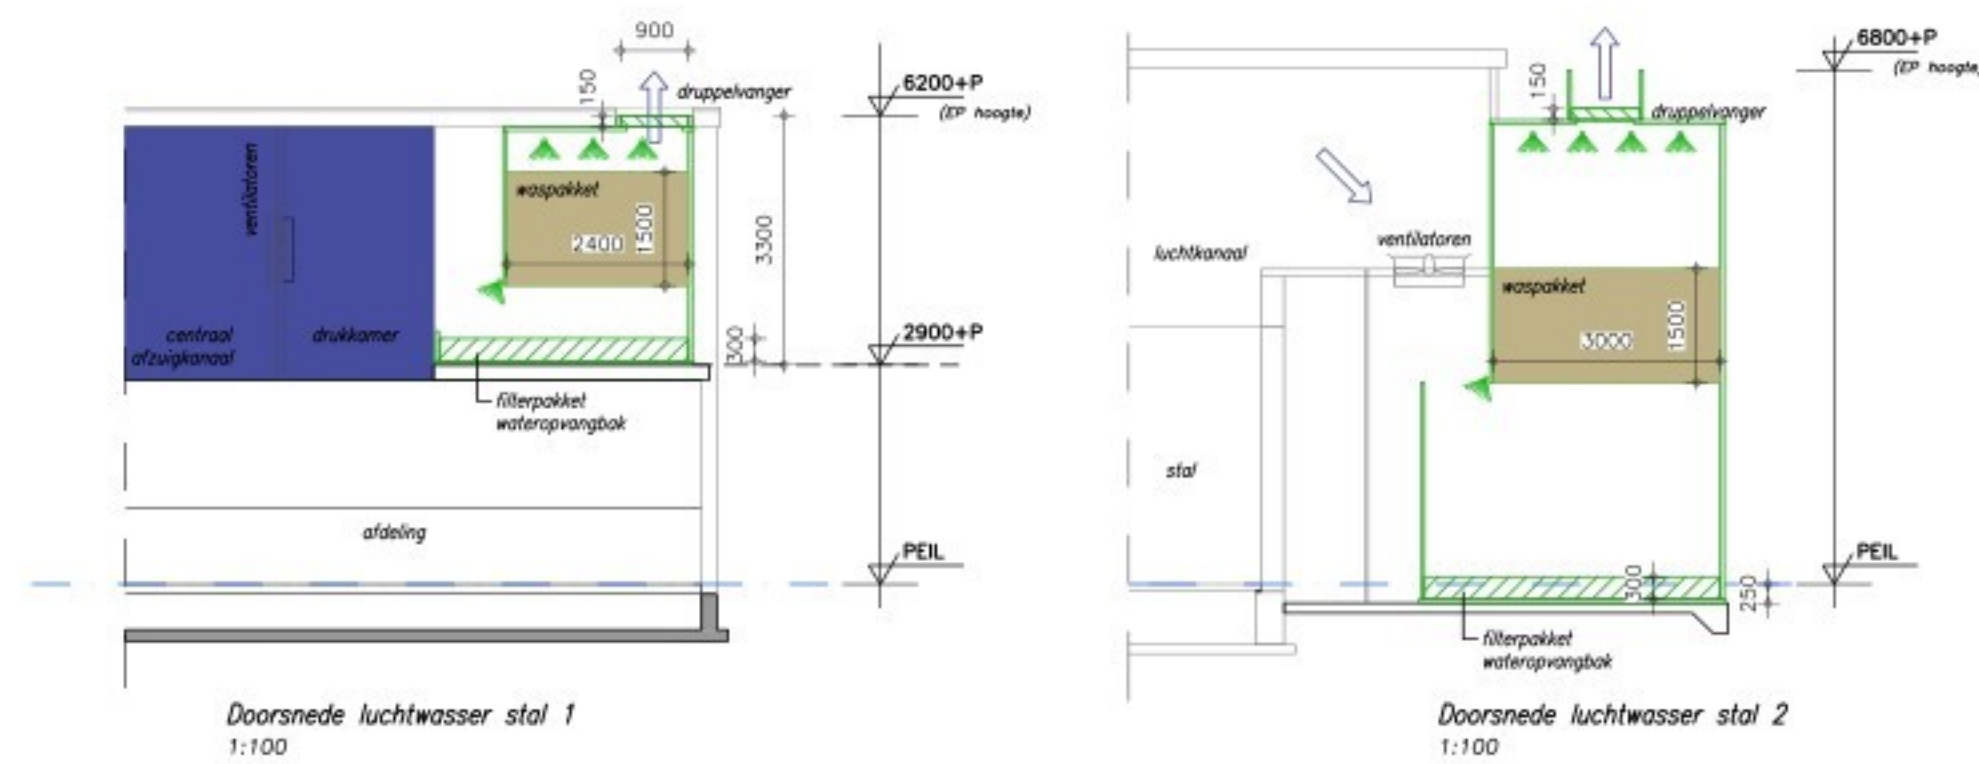 900
150
druppelvanger
6200+P
(EP hoogte)
ventilatoren
waspakket
2400
1500
3300
centraal
afzuigkanaal
drukkamer
300
2900+P
filterpakket
wateropvangbak
afdeling
PEIL
Doorsnede luchtwasser stal 1
1:100
6800+P
(EP hoogte)
150
druppelvanger
luchtkanaal
ventilatoren
waspakket
3000
1500
stal
PEIL
300
250
filterpakket
wateropvangbak
Doorsnede luchtwasser stal 2
1:100